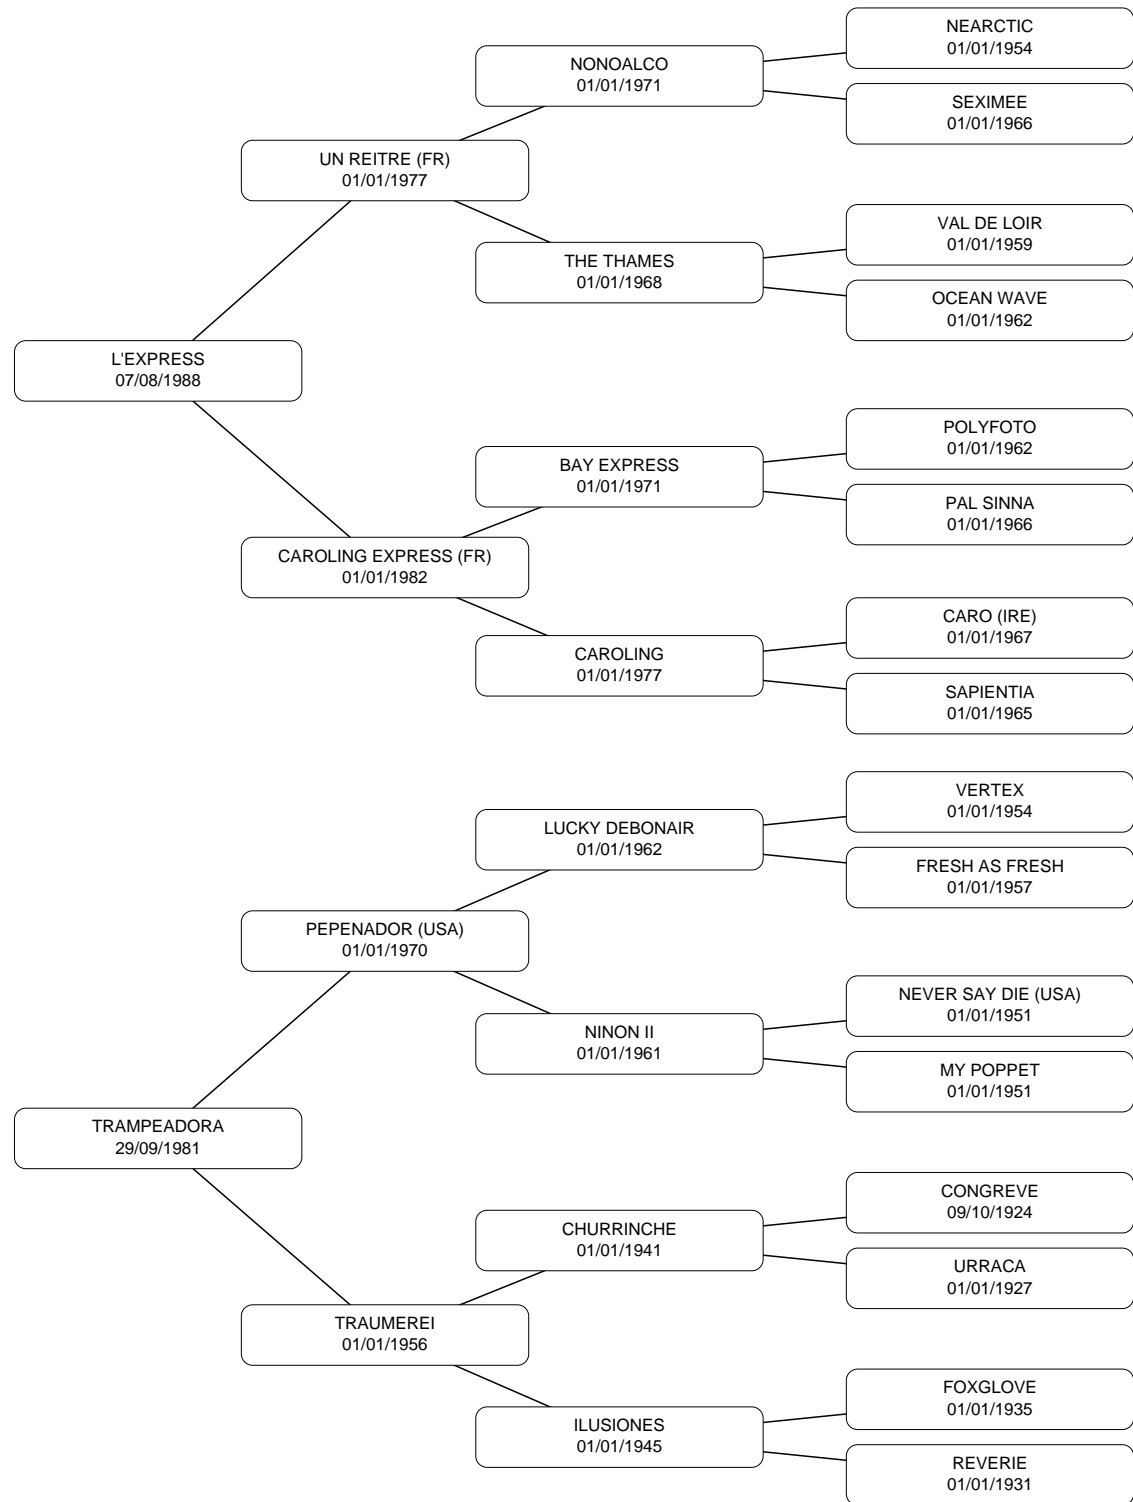 NEARCTIC
01/01/1954
NONOALCO
01/01/1971
SEXIMEE
01/01/1966
UN REITRE (FR)
01/01/1977
VAL DE LOIR
01/01/1959
THE THAMES
01/01/1968
OCEAN WAVE
01/01/1962
L'EXPRESS
07/08/1988
POLYFOTO
01/01/1962
BAY EXPRESS
01/01/1971
PAL SINNA
01/01/1966
CAROLING EXPRESS (FR)
01/01/1982
CARO (IRE)
01/01/1967
CAROLING
01/01/1977
SAPIENTIA
01/01/1965
VERTEX
01/01/1954
LUCKY DEBONAIR
01/01/1962
FRESH AS FRESH
01/01/1957
PEPENADOR (USA)
01/01/1970
NEVER SAY DIE (USA)
01/01/1951
NINON II
01/01/1961
MY POPPET
01/01/1951
TRAMPEADORA
29/09/1981
CONGREVE
09/10/1924
CHURRINCHE
01/01/1941
URRACA
01/01/1927
TRAUMEREI
01/01/1956
FOXGLOVE
01/01/1935
ILUSIONES
01/01/1945
REVERIE
01/01/1931